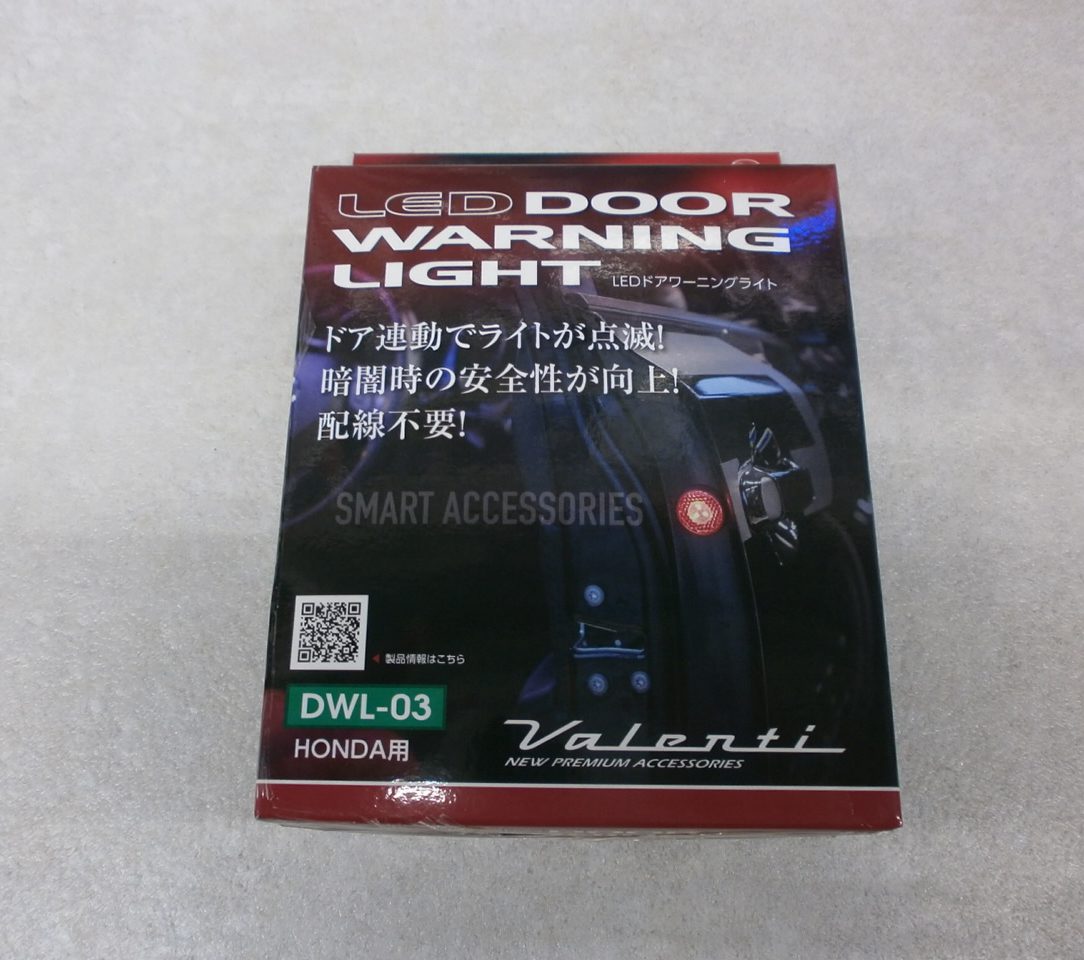 LED DOOR
WARNING
LIGHT LEDドアワーニングライト
ドア連動でライトが点滅!
暗闇時の安全性が向上!
配線不要!
SMART ACCESSORIES
◀ 製品情報はこちら
DWL-03
HONDA用
Valenti
NEW PREMIUM ACCESSORIES